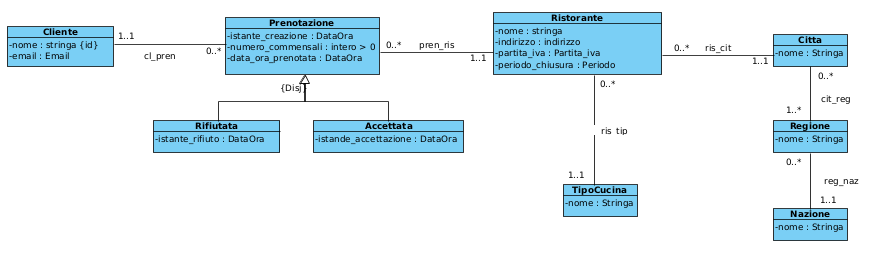 Cliente
-nome : stringa {id}
-email : Email
1..1
cl_pren
0..*
Prenotazione
-istante_creazione : DataOra
-numero_commensali : intero > 0
-data_ora_prenotata : DataOra
{Disj}
Rifiutata
-istante_rifiuto : DataOra
Accettata
-istande_accettazione : DataOra
0..*
pren_ris
1..1
Ristorante
-nome : stringa
-indirizzo : indirizzo
-partita_iva : Partita_iva
-periodo_chiusura : Periodo
0..*
ris_tip
1..1
TipoCucina
-nome : Stringa
0..*
ris_cit
1..1
Citta
-nome : Stringa
0..*
cit_reg
1..*
Regione
-nome : Stringa
0..*
reg_naz
1..1
Nazione
-nome : Stringa